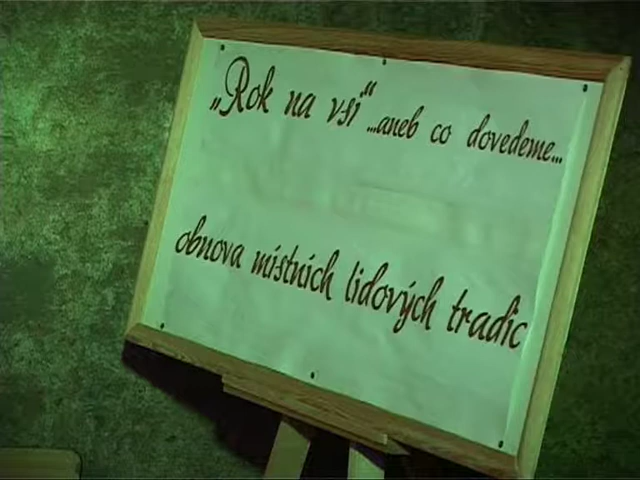 „Rok na vsi“ ...aneb co dovedeme...
obnova místních lidových tradic